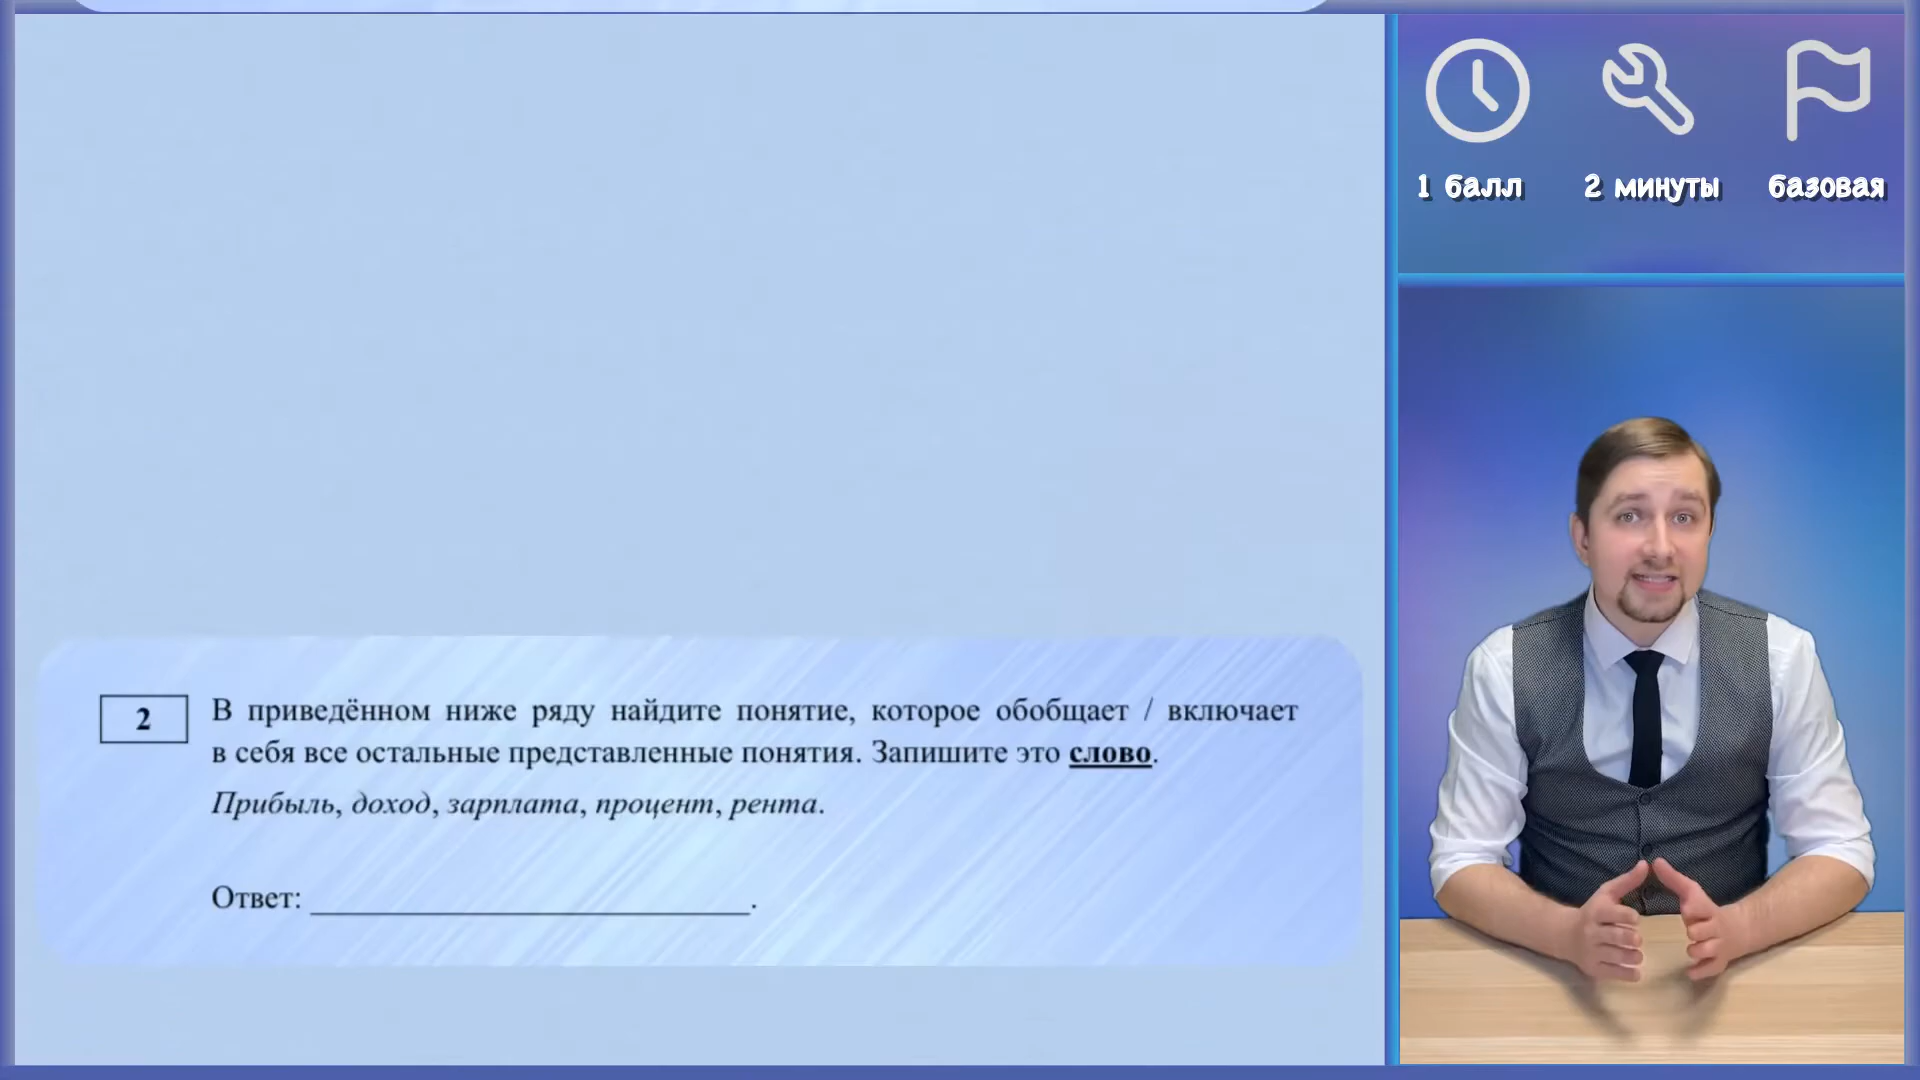 1 балл
2 минуты
базовая
2
В приведённом ниже ряду найдите понятие, которое обобщает / включает
в себя все остальные представленные понятия. Запишите это слово.
Прибыль, доход, зарплата, процент, рента.
Ответ: ______________________________.